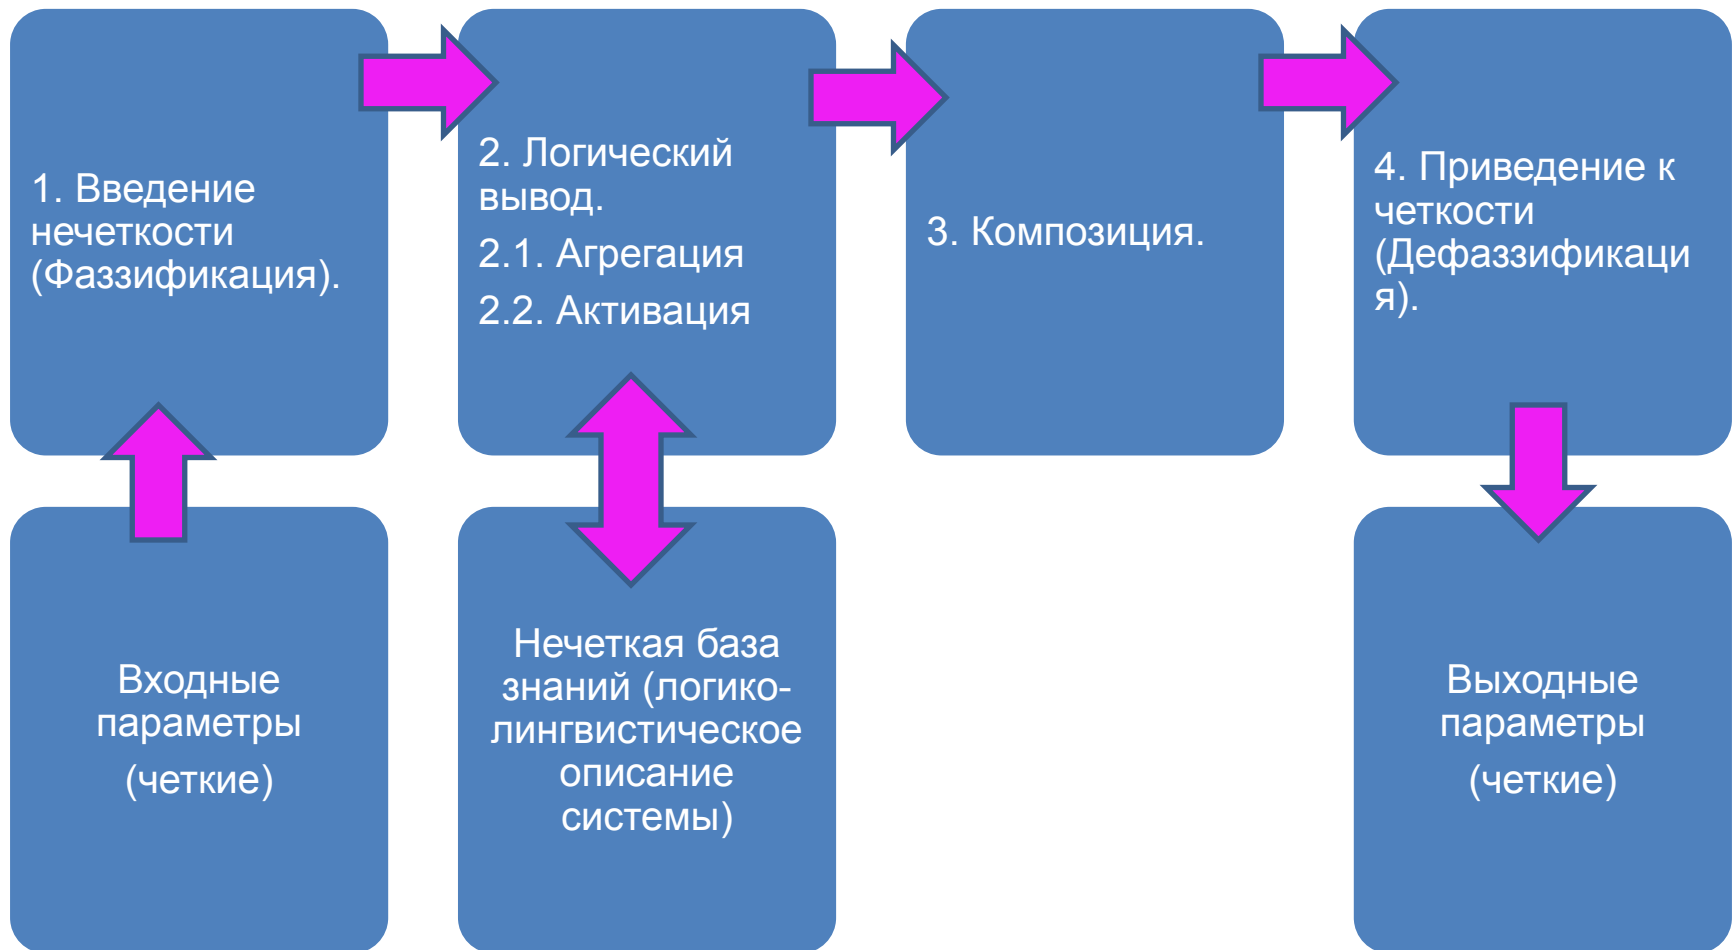 1. Введение
нечеткости
(Фаззификация).
2. Логический
вывод.
2.1. Агрегация
2.2. Активация
3. Композиция.
4. Приведение к
четкости
(Дефаззификаци
я).
Входные
параметры
(четкие)
Нечеткая база
знаний (логико-
лингвистическое
описание
системы)
Выходные
параметры
(четкие)